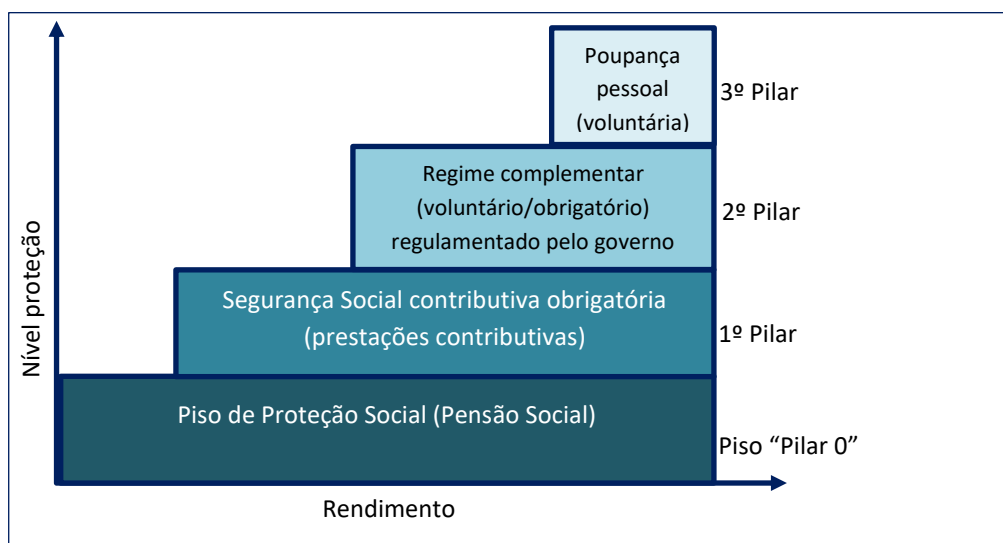 Poupança
pessoal
(voluntária)
3º Pilar
Regime complementar
(voluntário/obrigatório)
regulamentado pelo governo
2º Pilar
Segurança Social contributiva obrigatória
(prestações contributivas)
1º Pilar
Piso de Proteção Social (Pensão Social)
Piso “Pilar 0”
Nível proteção
Rendimento